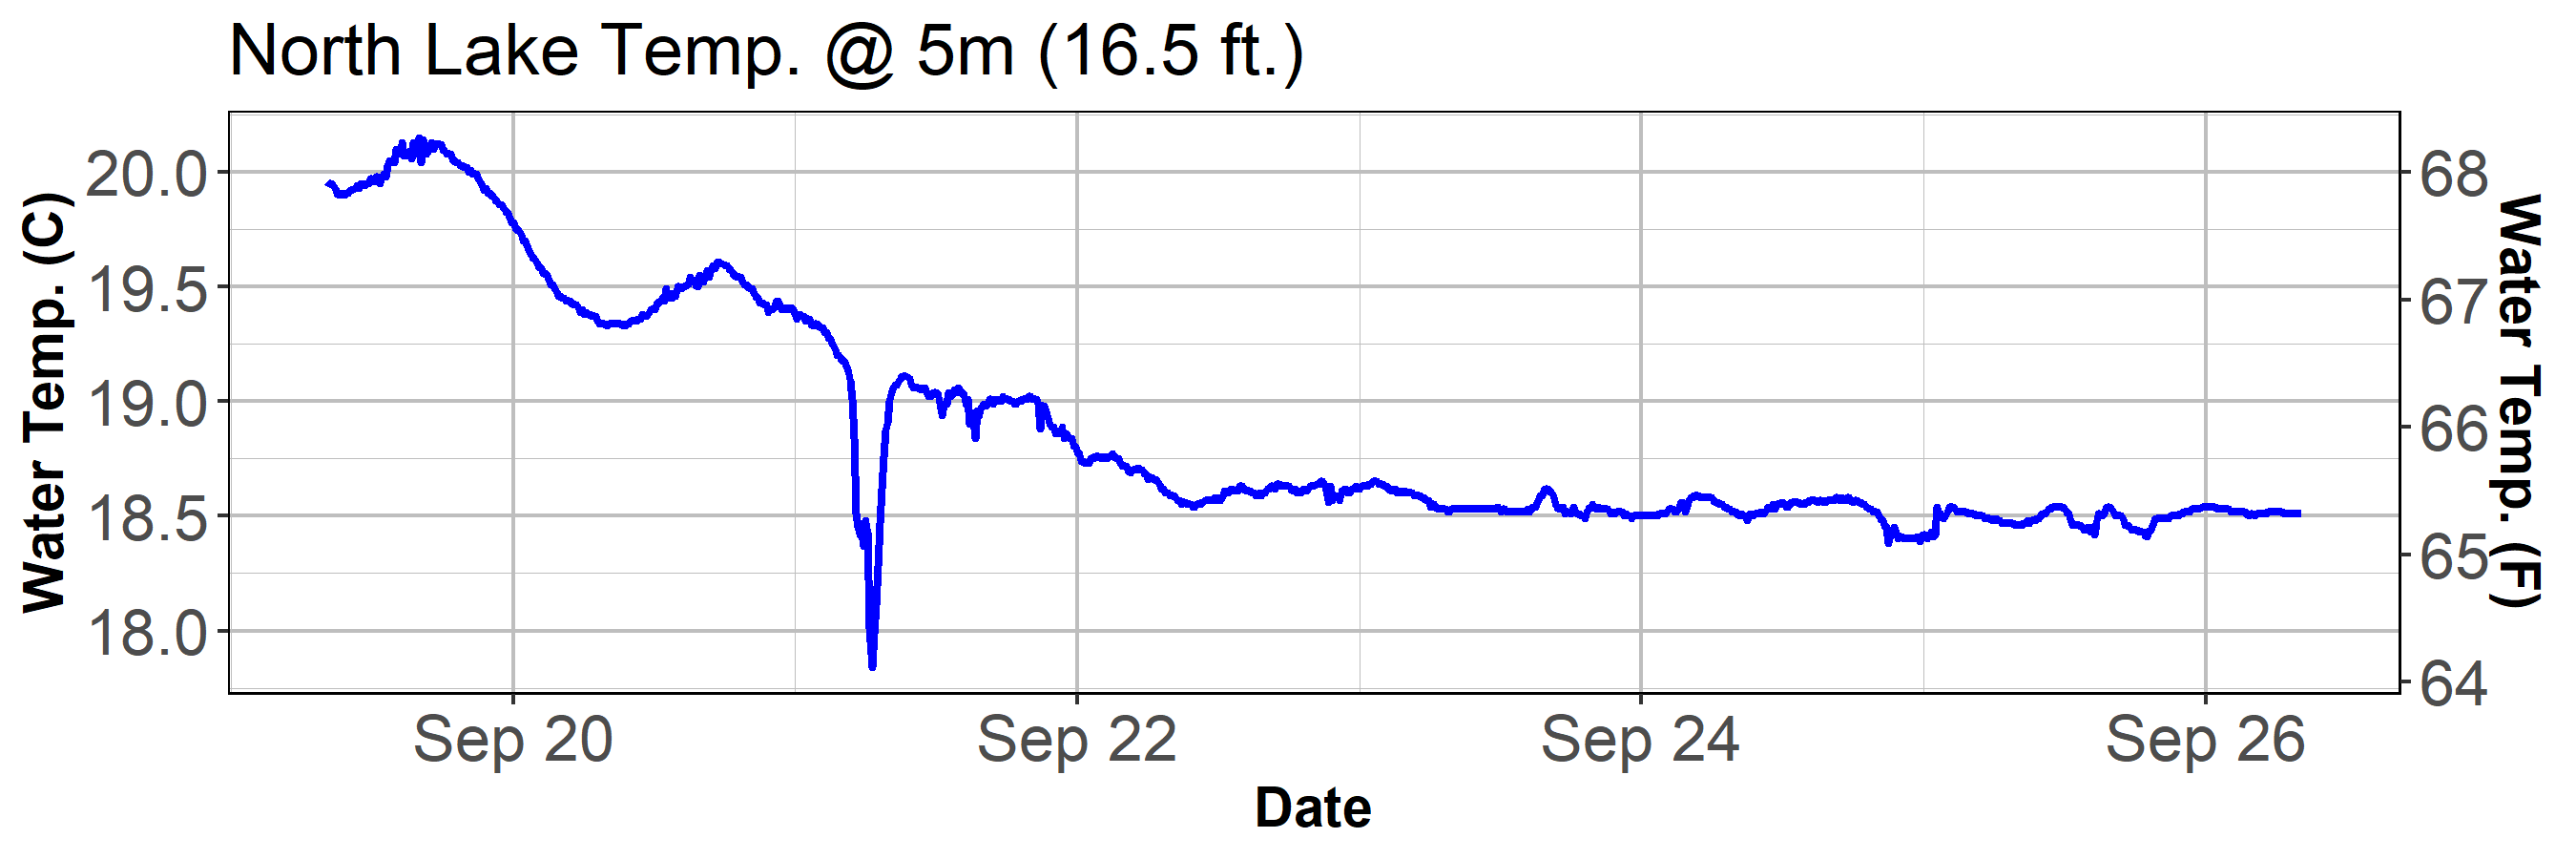 North Lake Temp. @ 5m (16.5 ft.)
Water Temp. (C)
20.0
19.5
19.0
18.5
18.0
68
67
66
65
64
Water Temp. (F)
Sep 20
Sep 22
Sep 24
Sep 26
Date